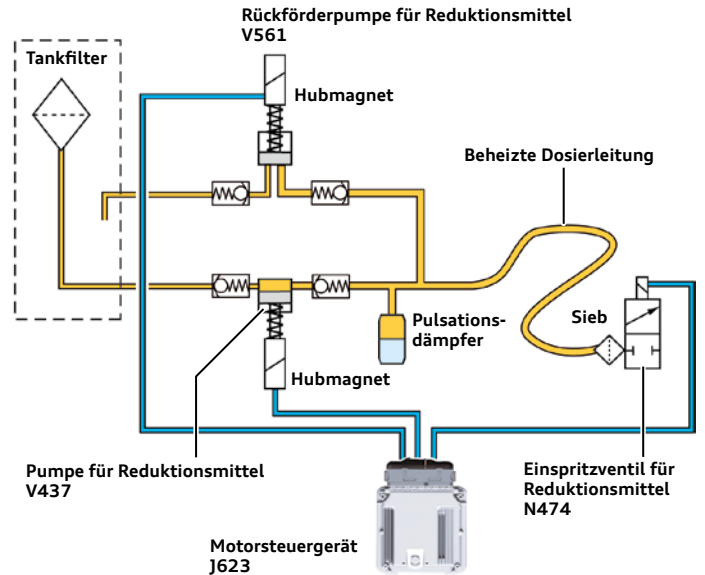 Rückförderpumpe für Reduktionsmittel
V561
Tankfilter
Hubmagnet
Beheizte Dosierleitung
Pulsations-
dämpfer
Sieb
Hubmagnet
Pumpe für Reduktionsmittel
V437
Einspritzventil für
Reduktionsmittel
N474
Motorsteuergerät
J623